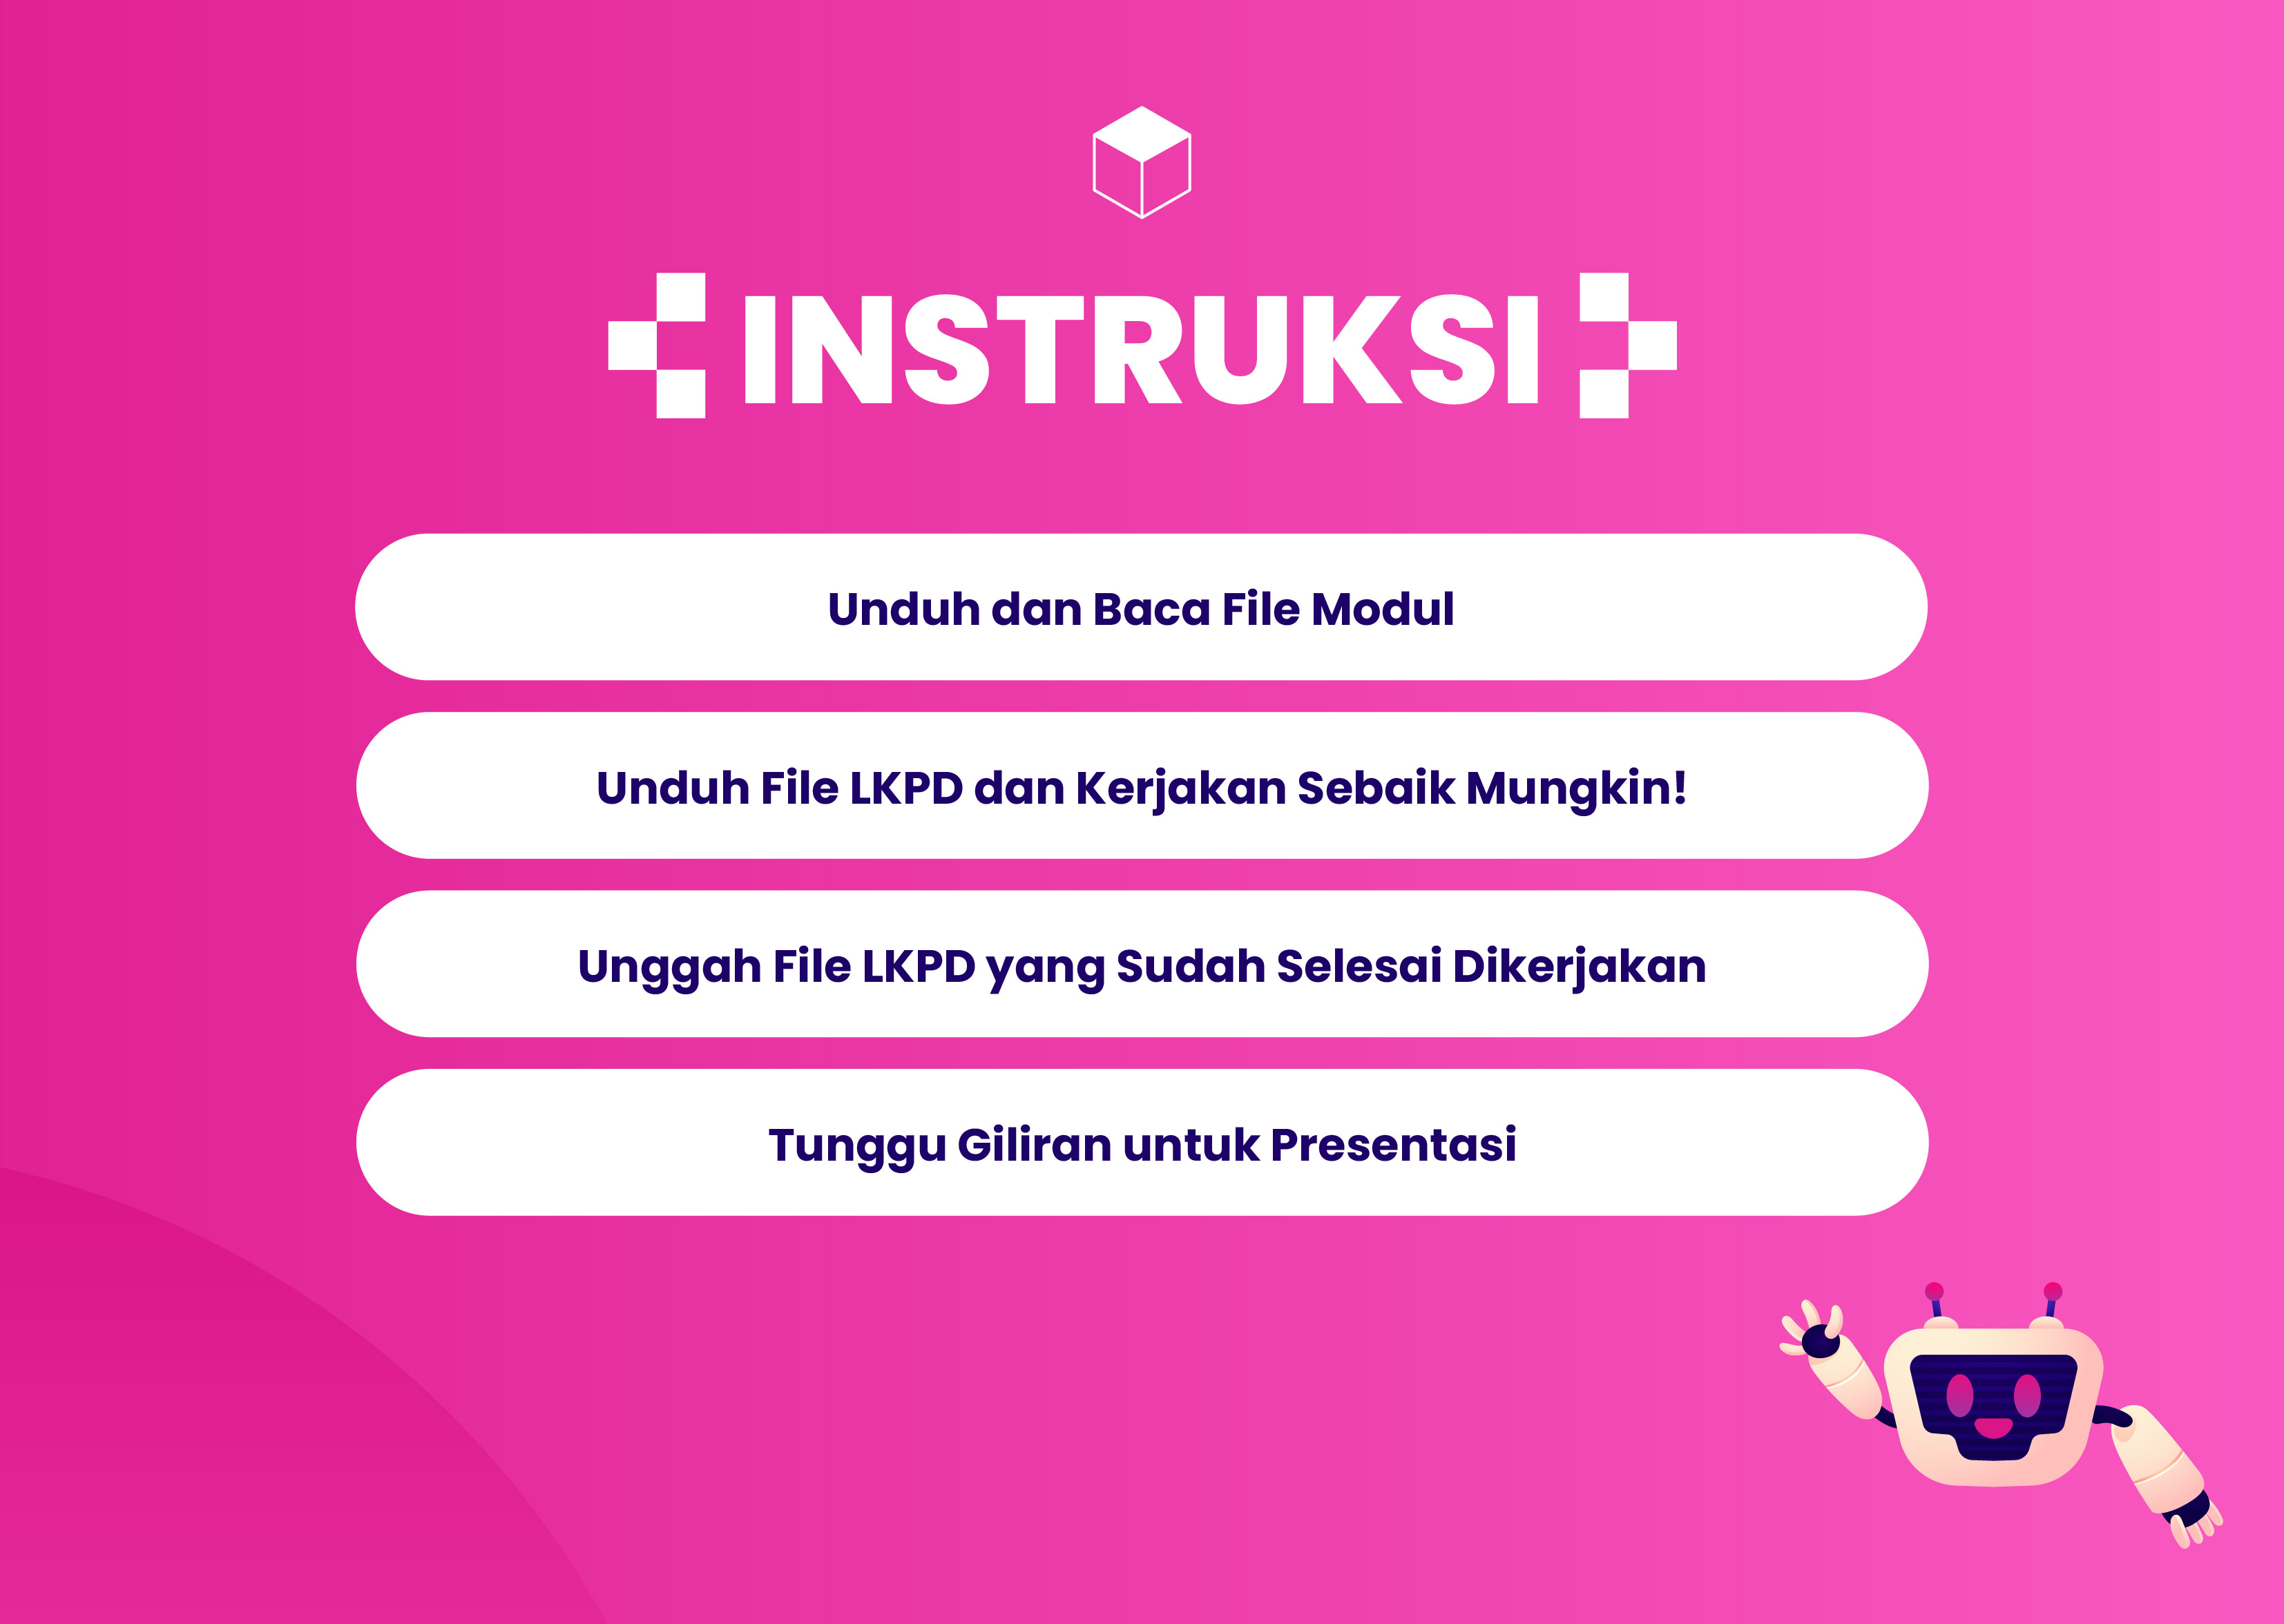 INSTRUKSI
Unduh dan Baca File Modul
Unduh File LKPD dan Kerjakan Sebaik Mungkin!
Unggah File LKPD yang Sudah Selesai Dikerjakan
Tunggu Giliran untuk Presentasi